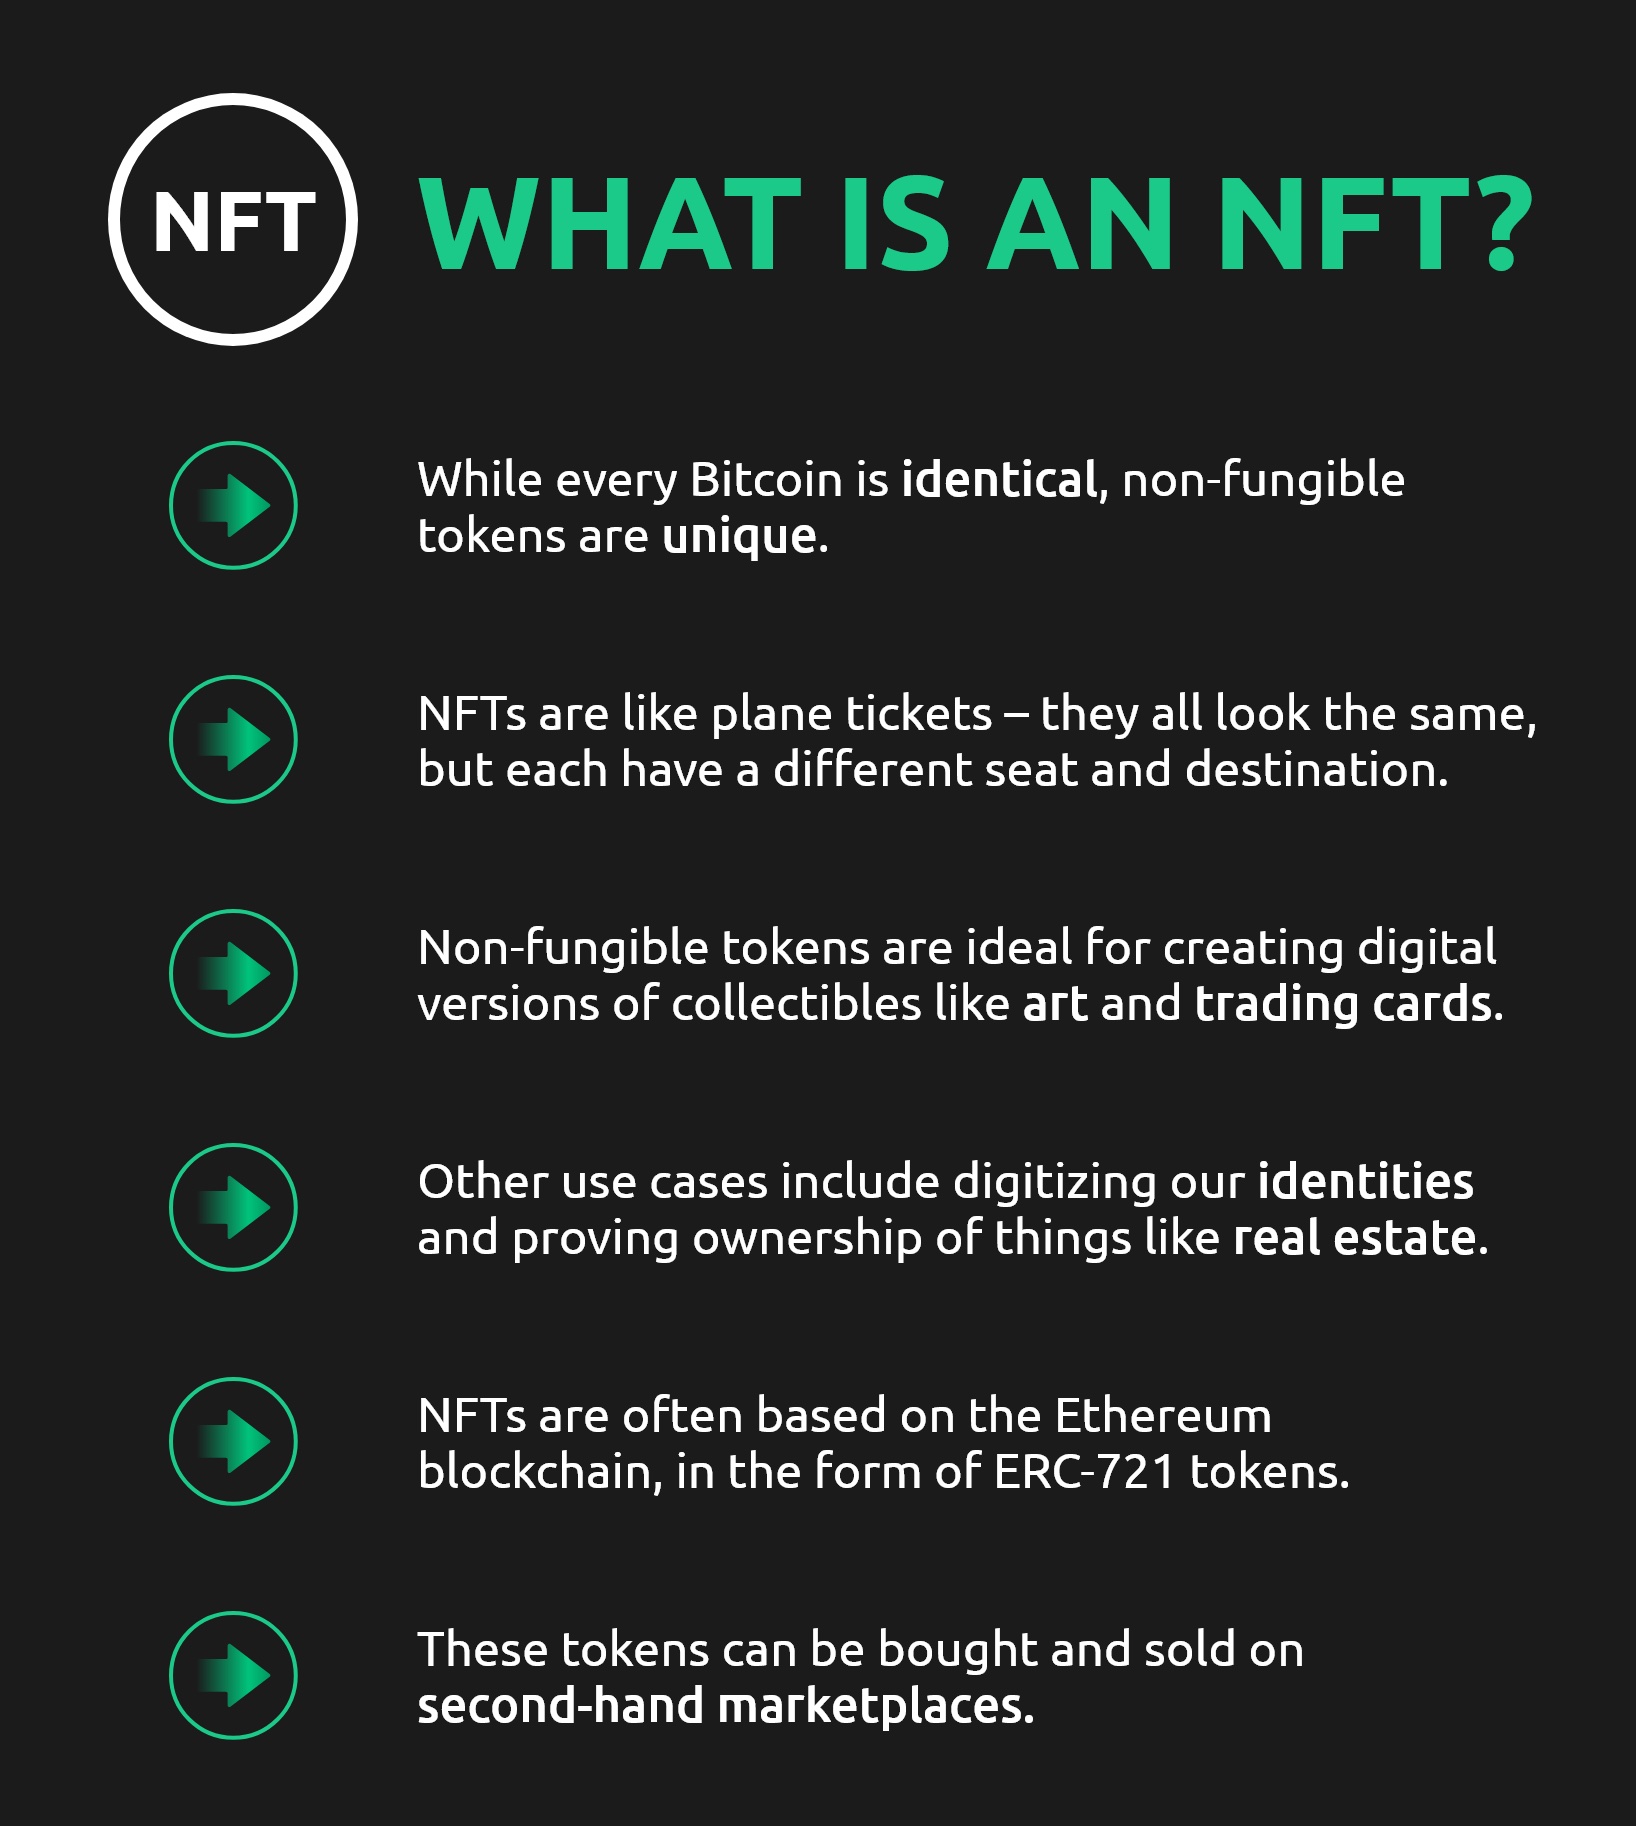 NFT
WHAT IS AN NFT?
While every Bitcoin is identical, non-fungible
tokens are unique.
NFTs are like plane tickets – they all look the same,
but each have a different seat and destination.
Non-fungible tokens are ideal for creating digital
versions of collectibles like art and trading cards.
Other use cases include digitizing our identities
and proving ownership of things like real estate.
NFTs are often based on the Ethereum
blockchain, in the form of ERC-721 tokens.
These tokens can be bought and sold on
second-hand marketplaces.